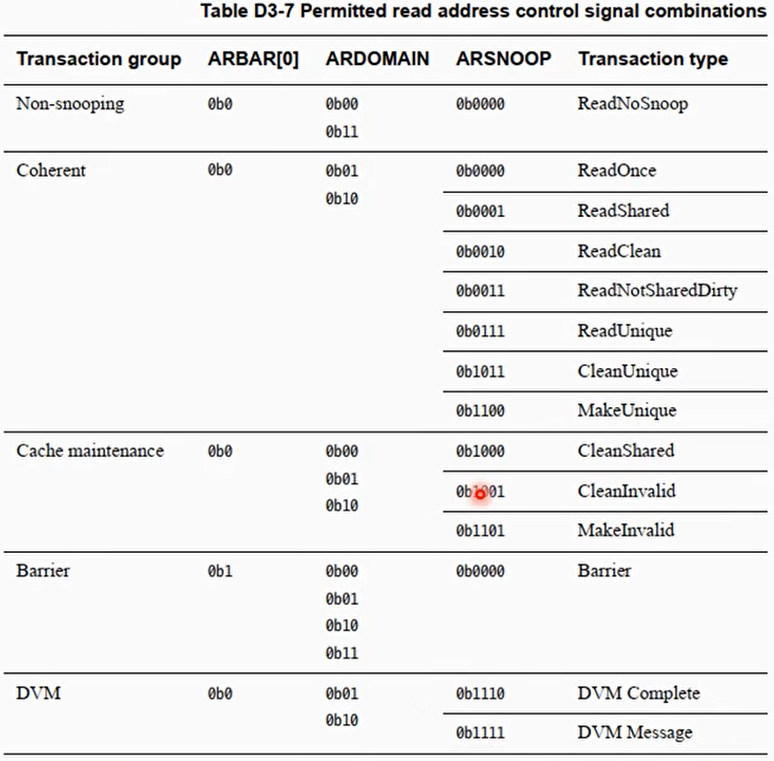 Table D3-7 Permitted read address control signal combinations
Transaction group ARBAR[0] ARDOMAIN ARSNOOP Transaction type
Non-snooping 0b0 0b00 0b0000 ReadNoSnoop
0b11
Coherent 0b0 0b01 0b0000 ReadOnce
0b10
0b0001 ReadShared
0b0010 ReadClean
0b0011 ReadNotSharedDirty
0b0111 ReadUnique
0b1011 CleanUnique
0b1100 MakeUnique
Cache maintenance 0b0 0b00 0b1000 CleanShared
0b01 0b1001 CleanInvalid
0b10
0b1101 MakeInvalid
Barrier 0b1 0b00 0b0000 Barrier
0b01
0b10
0b11
DVM 0b0 0b01 0b1110 DVM Complete
0b10
0b1111 DVM Message